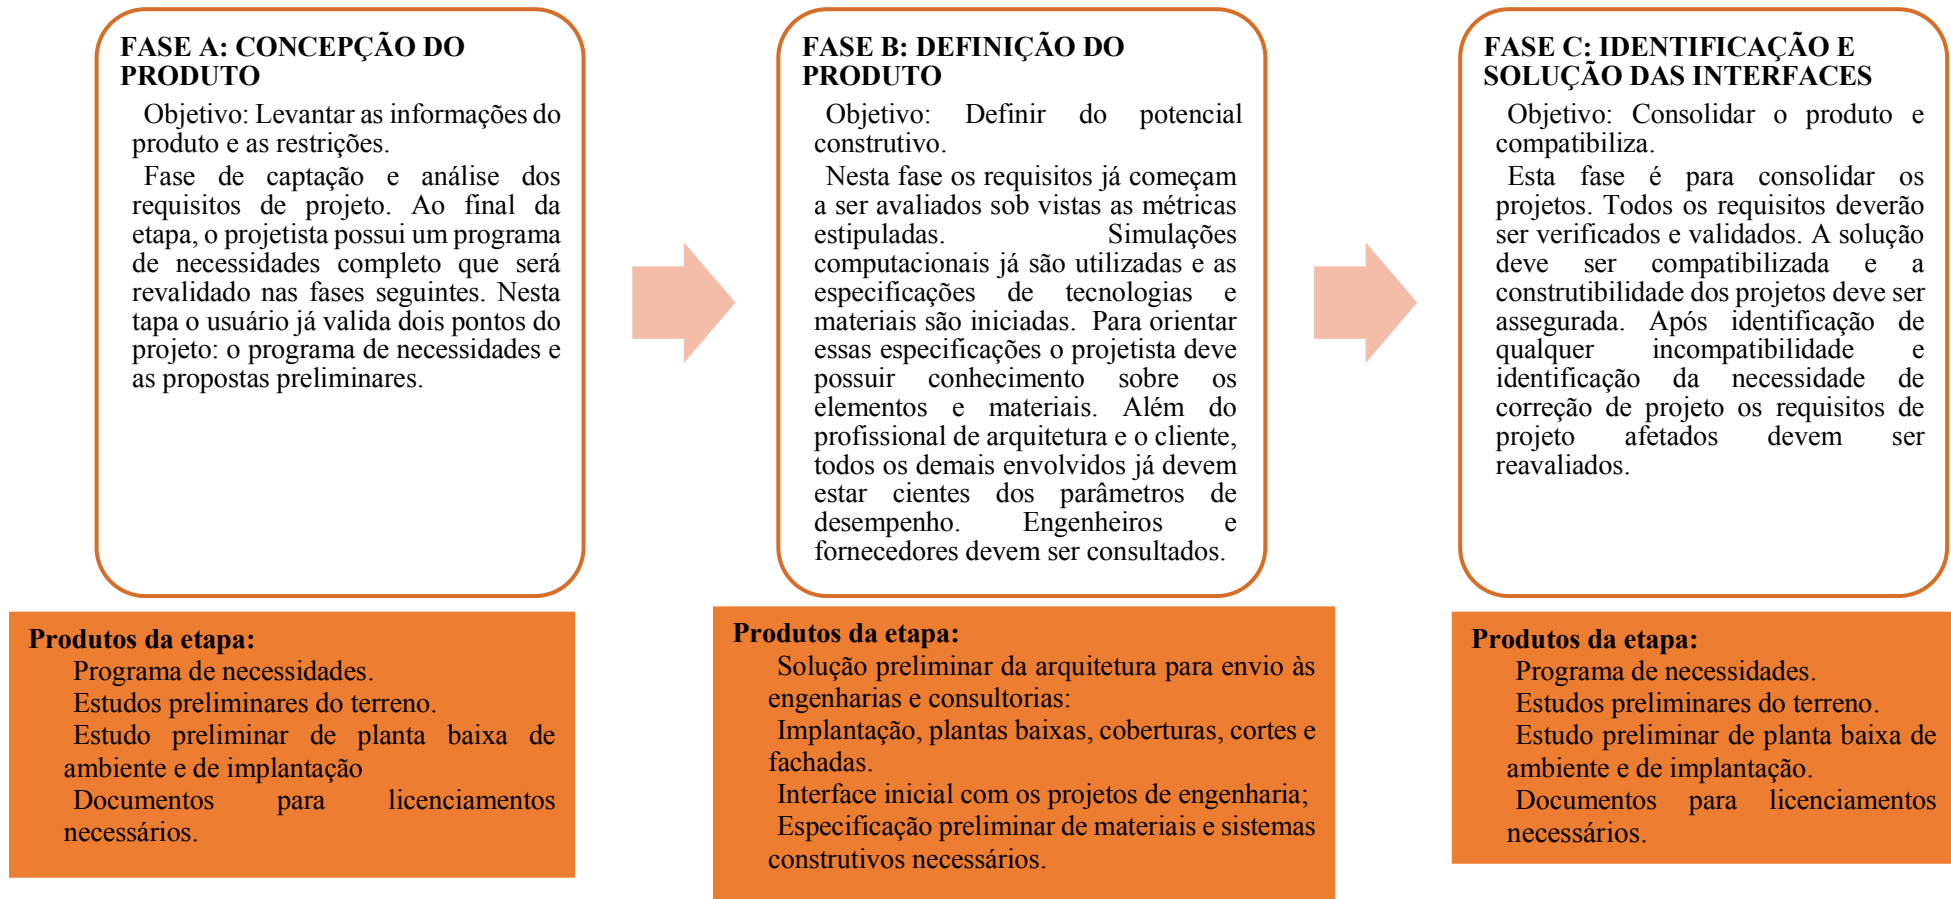 FASE A: CONCEPÇÃO DO
PRODUTO
Objetivo: Levantar as informações do
produto e as restrições.
Fase de captação e análise dos
requisitos de projeto. Ao final da
etapa, o projetista possui um programa
de necessidades completo que será
revalidado nas fases seguintes. Nesta
tapa o usuário já valida dois pontos do
projeto: o programa de necessidades e
as propostas preliminares.
Produtos da etapa:
Programa de necessidades.
Estudos preliminares do terreno.
Estudo preliminar de planta baixa de
ambiente e de implantação
Documentos para licenciamentos
necessários.
FASE B: DEFINIÇÃO DO
PRODUTO
Objetivo: Definir do potencial
construtivo.
Nesta fase os requisitos já começam
a ser avaliados sob vistas as métricas
estipuladas. Simulações
computacionais já são utilizadas e as
especificações de tecnologias e
materiais são iniciadas. Para orientar
essas especificações o projetista deve
possuir conhecimento sobre os
elementos e materiais. Além do
profissional de arquitetura e o cliente,
todos os demais envolvidos já devem
estar cientes dos parâmetros de
desempenho. Engenheiros e
fornecedores devem ser consultados.
Produtos da etapa:
Solução preliminar da arquitetura para envio às
engenharias e consultorias:
Implantação, plantas baixas, coberturas, cortes e
fachadas.
Interface inicial com os projetos de engenharia;
Especificação preliminar de materiais e sistemas
construtivos necessários.
FASE C: IDENTIFICAÇÃO E
SOLUÇÃO DAS INTERFACES
Objetivo: Consolidar o produto e
compatibiliza.
Esta fase é para consolidar os
projetos. Todos os requisitos deverão
ser verificados e validados. A solução
deve ser compatibilizada e a
construtibilidade dos projetos deve ser
assegurada. Após identificação de
qualquer incompatibilidade e
identificação da necessidade de
correção de projeto os requisitos de
projeto afetados devem ser
reavaliados.
Produtos da etapa:
Programa de necessidades.
Estudos preliminares do terreno.
Estudo preliminar de planta baixa de
ambiente e de implantação.
Documentos para licenciamentos
necessários.